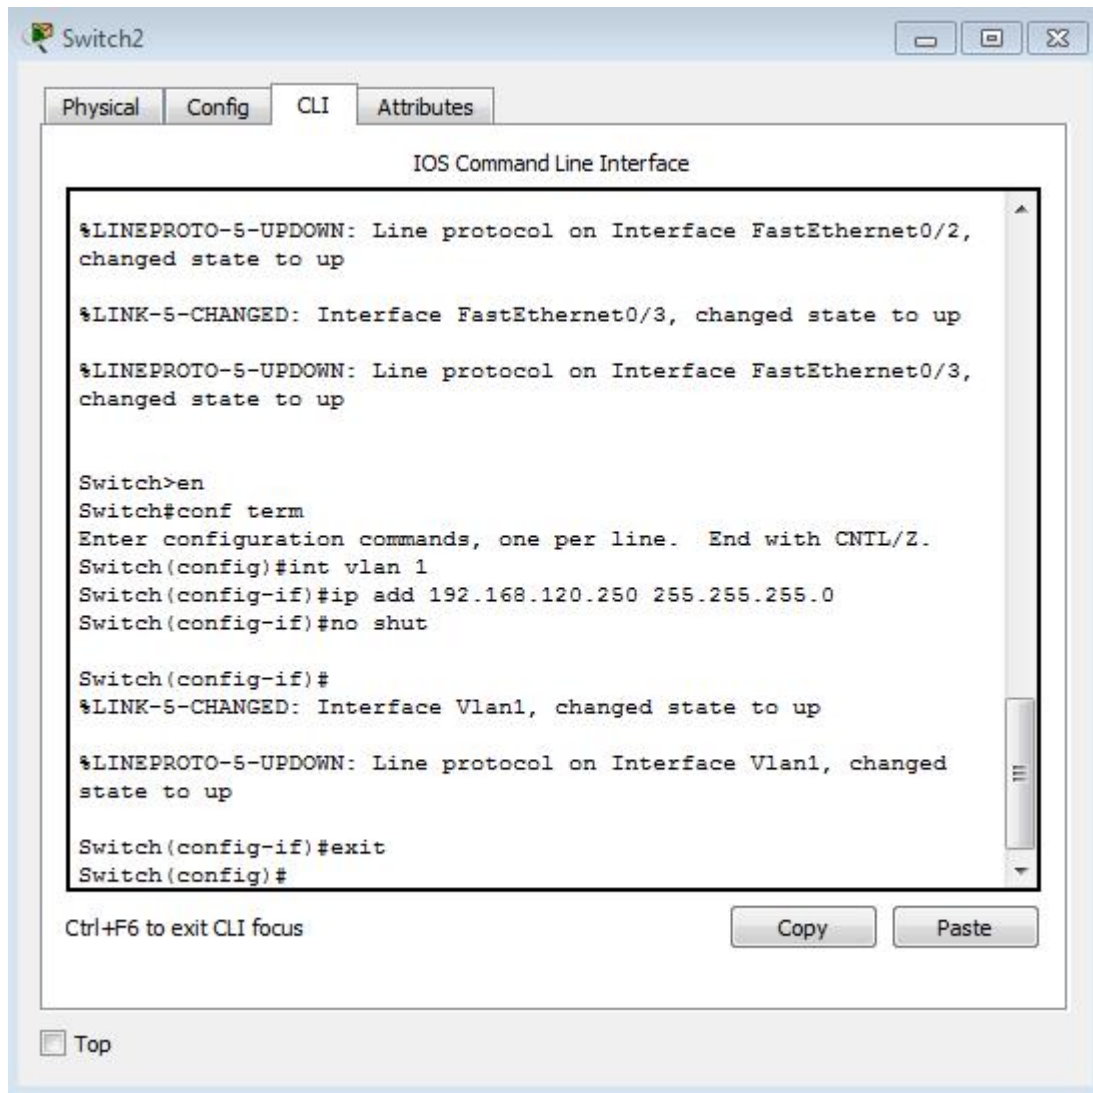 Switch2
Physical Config CLI Attributes
IOS Command Line Interface
%LINEPROTO-5-UPDOWN: Line protocol on Interface FastEthernet0/2,
changed state to up
%LINK-5-CHANGED: Interface FastEthernet0/3, changed state to up
%LINEPROTO-5-UPDOWN: Line protocol on Interface FastEthernet0/3,
changed state to up
Switch>en
Switch#conf term
Enter configuration commands, one per line.  End with CNTL/Z.
Switch(config)#int vlan 1
Switch(config-if)#ip add 192.168.120.250 255.255.255.0
Switch(config-if)#no shut
Switch(config-if)#
%LINK-5-CHANGED: Interface Vlan1, changed state to up
%LINEPROTO-5-UPDOWN: Line protocol on Interface Vlan1, changed
state to up
Switch(config-if)#exit
Switch(config)#
Ctrl+F6 to exit CLI focus Copy Paste
Top